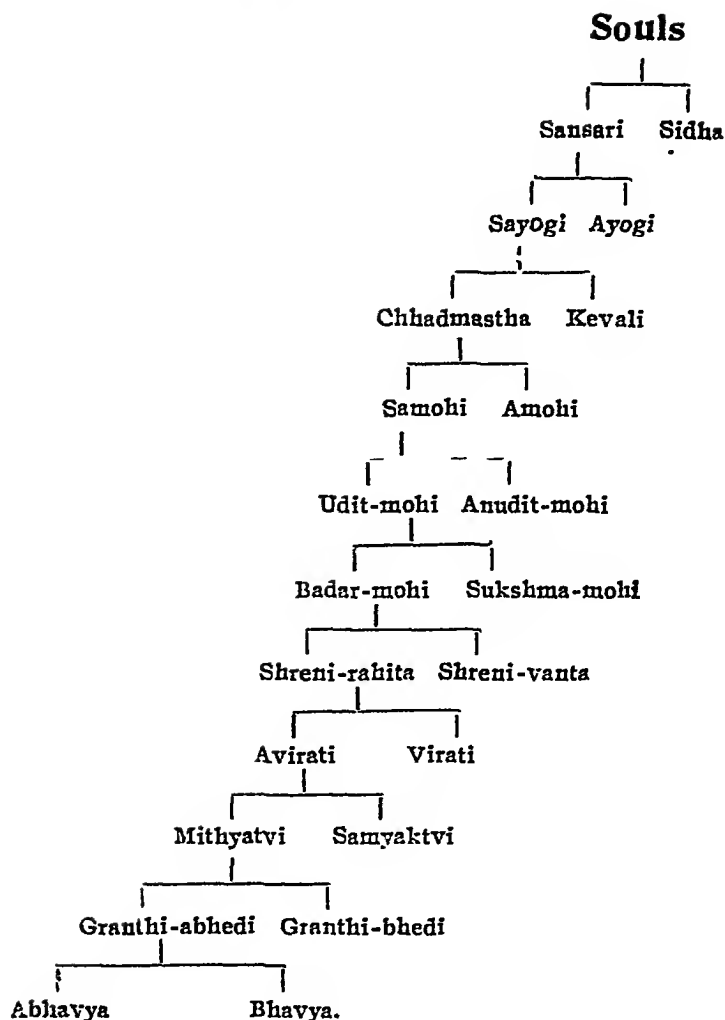 Souls
Sansari Sidha
Sayogi Ayogi
Chhadmastha Kevali
Samohi Amohi
Udit-mohi Anudit-mohi
Badar-mohi Sukshma-mohi
Shreni-rahita Shreni-vanta
Avirati Virati
Mithyatvi Samyaktvi
Granthi-abhedi Granthi-bhedi
Abhavya Bhavya.